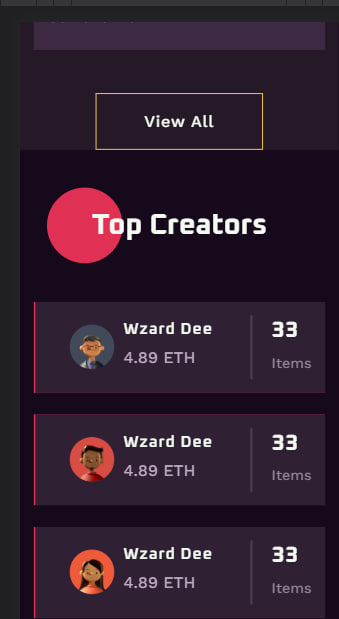 View All
Top Creators
Wzard Dee
4.89 ETH
33
Items
Wzard Dee
4.89 ETH
33
Items
Wzard Dee
4.89 ETH
33
Items